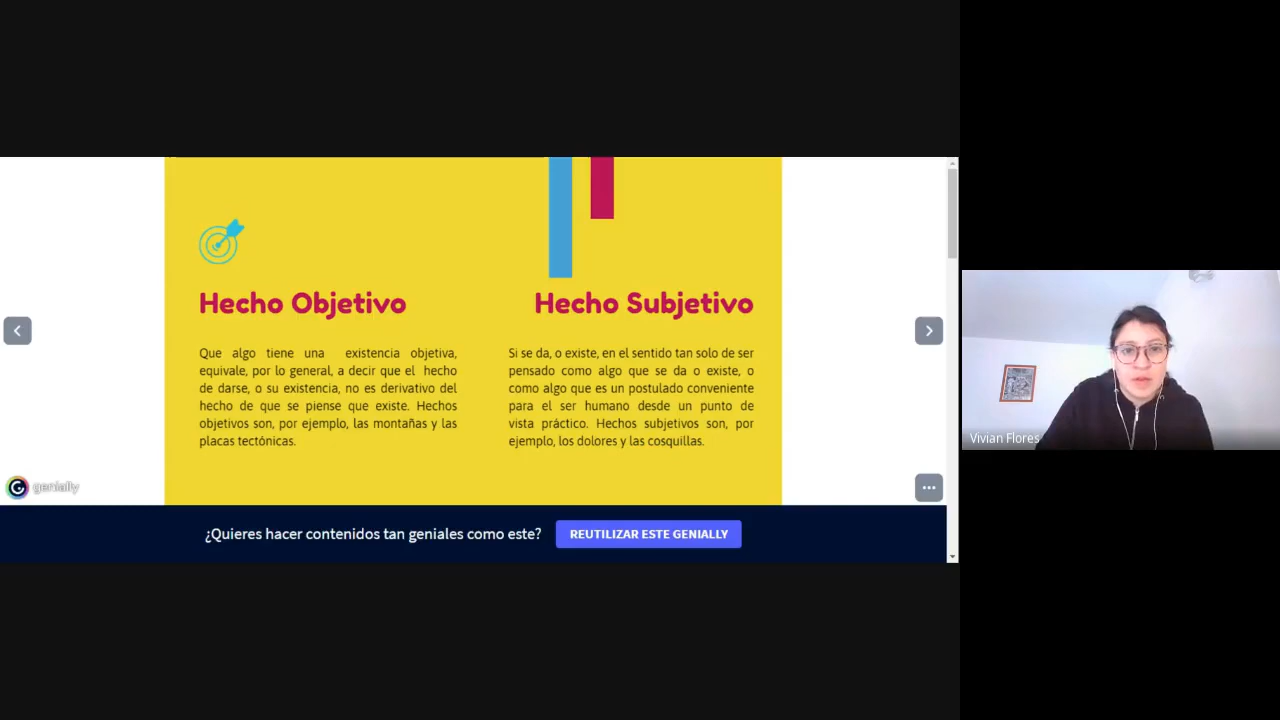 Hecho Objetivo
Que algo tiene una existencia objetiva,
equivale, por lo general, a decir que el hecho
de darse, o su existencia, no es derivativo del
hecho de que se piense que existe. Hechos
objetivos son, por ejemplo, las montañas y las
placas tectónicas.
Hecho Subjetivo
Si se da, o existe, en el sentido tan solo de ser
pensado como algo que se da o existe, o
como algo que es un postulado conveniente
para el ser humano desde un punto de
vista práctico. Hechos subjetivos son, por
ejemplo, los dolores y las cosquillas.
genially
¿Quieres hacer contenidos tan geniales como este?
REUTILIZAR ESTE GENIALLY
Vivian Flores